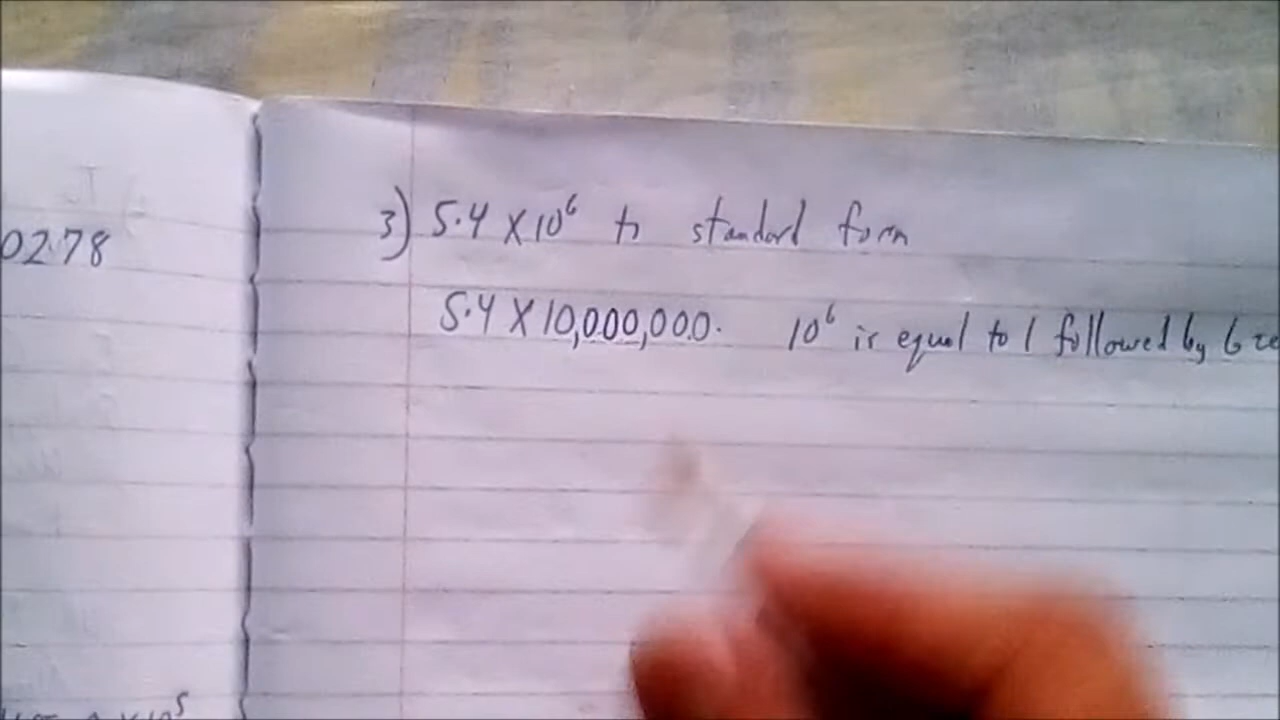 0278
3) 5.4 X 10⁶ to standard form
5.4 X 10,000,000. 10⁶ is equal to 1 followed by 6 ze